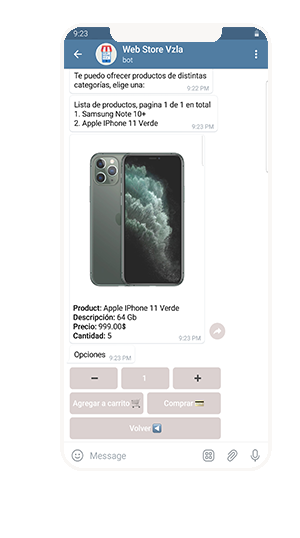 9:23
Web Store Vzla
bot
Te puedo ofrecer productos de distintas
categorías, elige una:
9:22 PM
Lista de productos, pagina 1 de 1 en total
1. Samsung Note 10+
2. Apple IPhone 11 Verde
9:23 PM
Product: Apple IPhone 11 Verde
Descripción: 64 Gb
Precio: 999.00$
Cantidad: 5
9:23 PM
Opciones
9:23 PM
− 1 +
Agregar a carrito🛒 Comprar💳
Volver◀️
Message